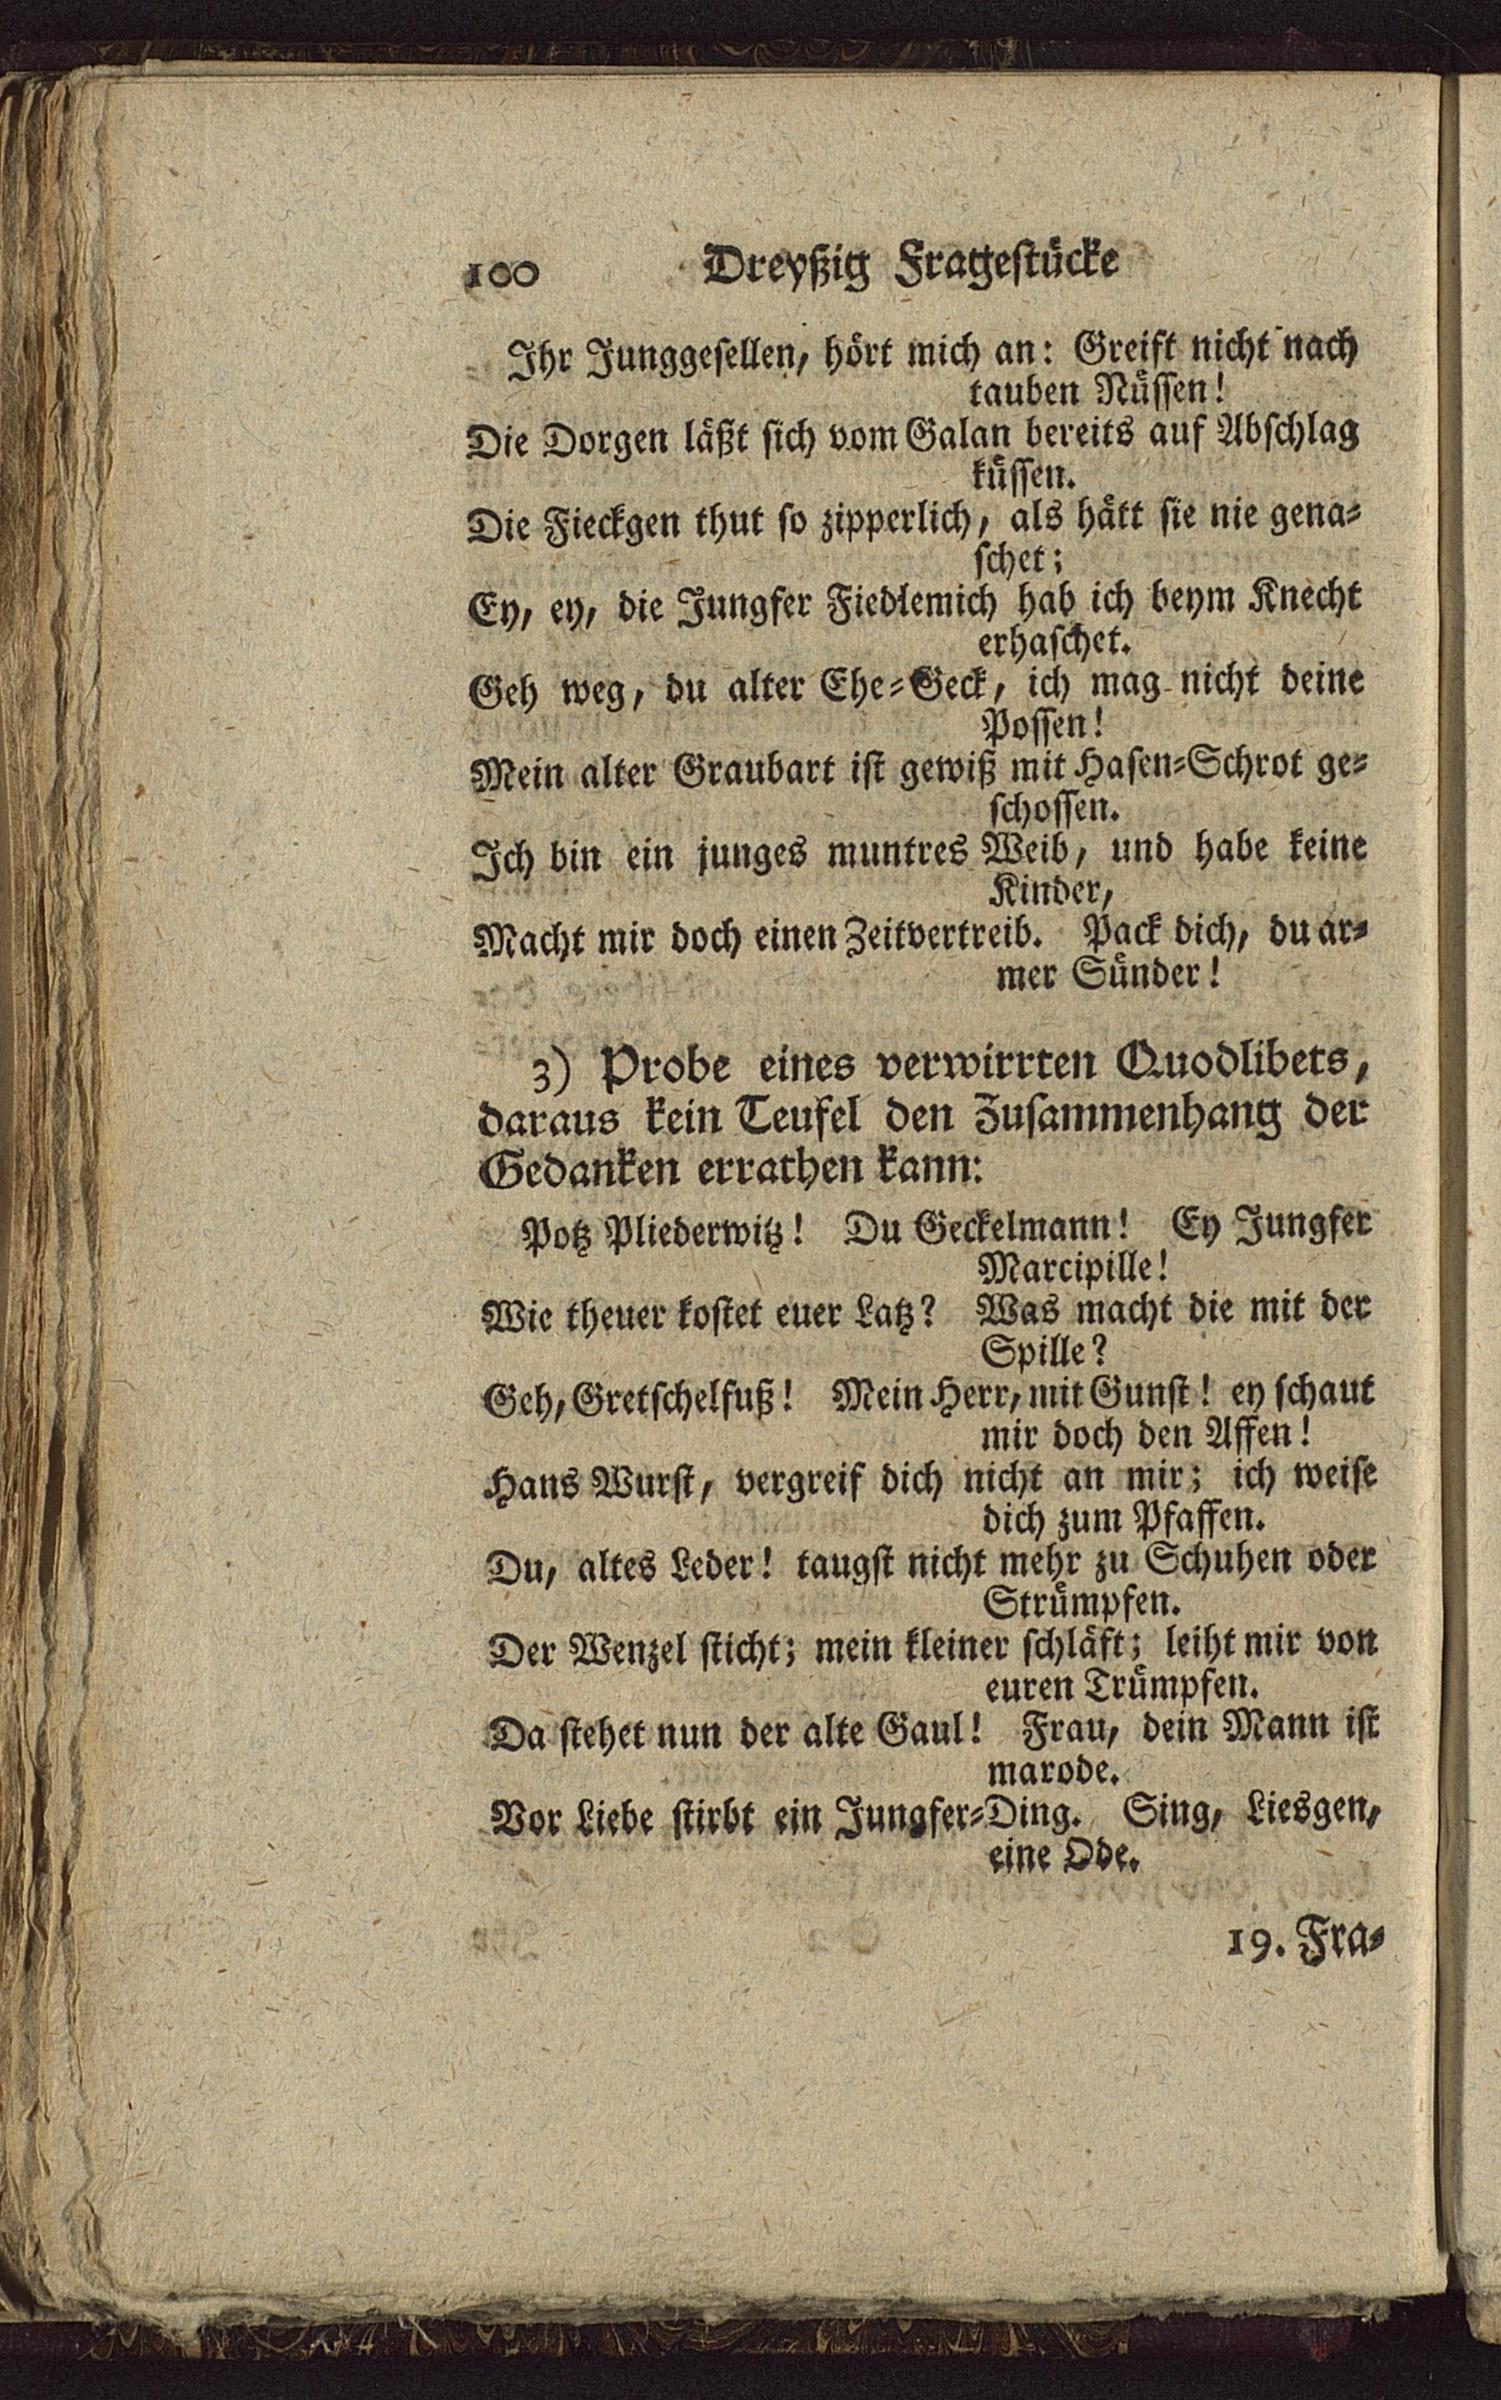 100 Dreyßig Frageſtücke
Ihr Junggeſellen, hört mich an: Greift nicht nach
tauben Nüſſen!
Die Dorgen läßt ſich vom Galan bereits auf Abſchlag
küſſen.
Die Fieckgen thut ſo zipperlich, als hätt ſie nie gena⸗
ſchet;
Ey, ey, die Jungfer Fiedlemich hab ich beym Knecht
erhaſchet.
Geh weg, du alter Ehe⸗Geck, ich mag nicht deine
Poſſen!
Mein alter Graubart iſt gewiß mit Haſen⸗Schrot ge⸗
ſchoſſen.
Ich bin ein junges muntres Weib, und habe keine
Kinder,
Macht mir doch einen Zeitvertreib. Pack dich, du ar⸗
mer Sünder!
3) Probe eines verwirrten Quodlibets,
daraus kein Teufel den Zuſammenhang der
Gedanken errathen kann:
Potz Pliederwitz! Du Geckelmann! Ey Jungfer
Marcipille!
Wie theuer koſtet euer Latz? Was macht die mit der
Spille?
Geh, Gretſchelfuß! Mein Herr, mit Gunſt! ey ſchaut
mir doch den Affen!
Hans Wurſt, vergreif dich nicht an mir; ich weiſe
dich zum Pfaffen.
Du, altes Leder! taugſt nicht mehr zu Schuhen oder
Strümpfen.
Der Wenzel ſticht; mein kleiner ſchläft; leiht mir von
euren Trümpfen.
Da ſtehet nun der alte Gaul! Frau, dein Mann iſt
marode.
Vor Liebe ſtirbt ein Jungfer⸗Ding. Sing, Liesgen,
eine Ode.
19. Fra⸗